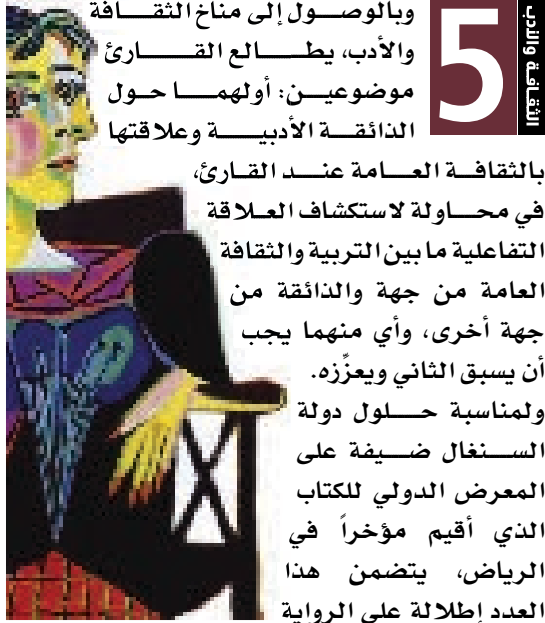 الثقافة والأدب
5
وبالوصول إلى مناخ الثقافة
والأدب، يطالع القارئ
موضوعين: أولهما حول
الذائقة الأدبية وعلاقتها
بالثقافة العامة عند القارئ،
في محاولة لاستكشاف العلاقة
التفاعلية ما بين التربية والثقافة
العامة من جهة والذائقة من
جهة أخرى، وأي منهما يجب
أن يسبق الثاني ويعزِّزه.
ولمناسبة حلول دولة
السنغال ضيفة على
المعرض الدولي للكتاب
الذي أقيم مؤخراً في
الرياض، يتضمن هذا
العدد إطلالة على الرواية